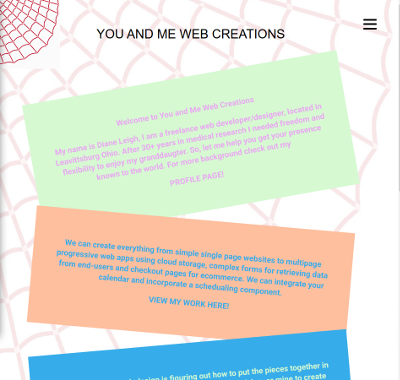 YOU AND ME WEB CREATIONS
Welcome to You and Me Web Creations
My name is Diane Leigh, I am a freelance web developer/designer, located in
Leavittsburg Ohio. After 30+ years in medical research I needed freedom and
flexibility to enjoy my granddaughter. So, let me help you get your presence
known to the world. For more background check out my
PROFILE PAGE!
We can create everything from simple single page websites to multipage
progressive web apps using cloud storage, complex forms for retrieving data
from end-users and checkout pages for ecommerce. We can integrate your
calendar and incorporate a scheduling component.
VIEW MY WORK HERE!
is figuring out how to put the pieces together in
mine to create